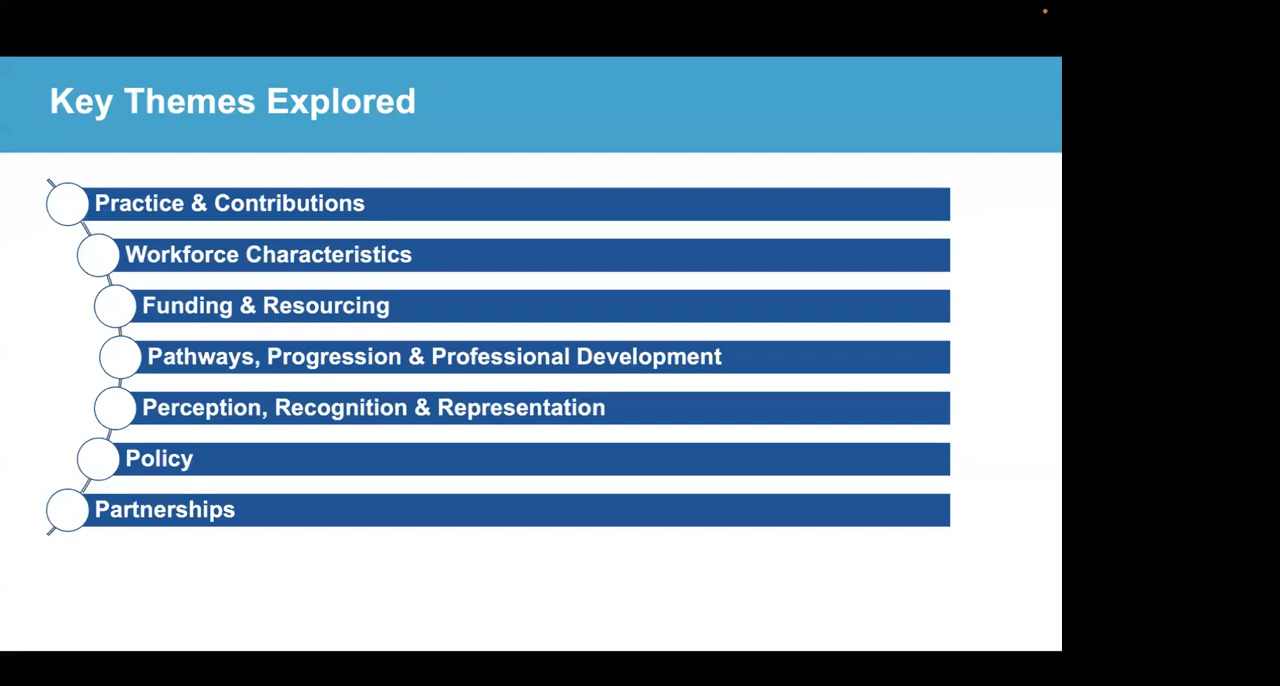 Key Themes Explored
Practice & Contributions
Workforce Characteristics
Funding & Resourcing
Pathways, Progression & Professional Development
Perception, Recognition & Representation
Policy
Partnerships